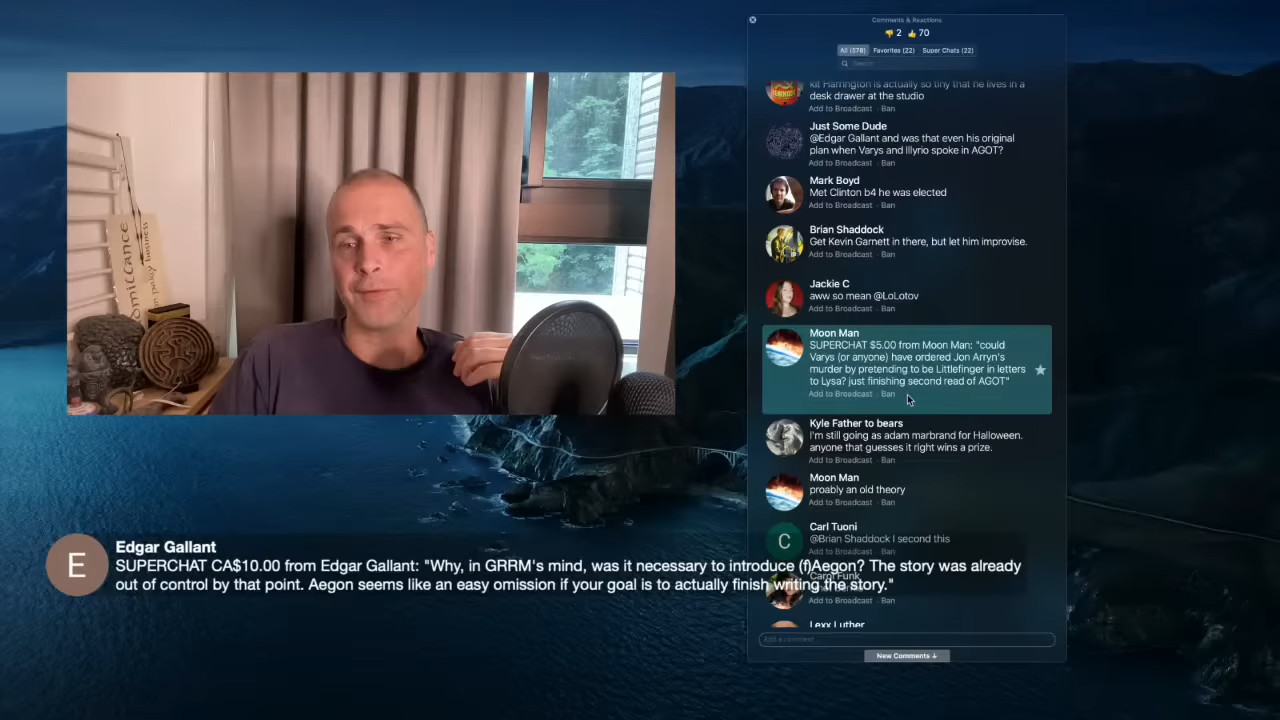 Comments & Reactions
2 70
All (678) Favorites (22) Super Chats (22)
Search
kit Harrington is actually so tiny that he lives in a
desk drawer at the studio
Add to Broadcast · Ban
Just Some Dude
@Edgar Gallant and was that even his original
plan when Varys and Illyrio spoke in AGOT?
Add to Broadcast · Ban
Mark Boyd
Met Clinton b4 he was elected
Add to Broadcast · Ban
Brian Shaddock
Get Kevin Garnett in there, but let him improvise.
Add to Broadcast · Ban
Jackie C
aww so mean @LoLotov
Add to Broadcast · Ban
Moon Man
SUPERCHAT $5.00 from Moon Man: "could
Varys (or anyone) have ordered Jon Arryn's
murder by pretending to be Littlefinger in letters
to Lysa? just finishing second read of AGOT"
Add to Broadcast · Ban
Kyle Father to bears
I'm still going as adam marbrand for Halloween.
anyone that guesses it right wins a prize.
Add to Broadcast · Ban
Moon Man
proably an old theory
Add to Broadcast · Ban
C
Carl Tuoni
@Brian Shaddock I second this
Carol Funk
Add to Broadcast · Ban
Lexx Luther
Add a comment
New Comments ↓
E
Edgar Gallant
SUPERCHAT CA$10.00 from Edgar Gallant: "Why, in GRRM's mind, was it necessary to introduce (f)Aegon? The story was already
out of control by that point. Aegon seems like an easy omission if your goal is to actually finish writing the story."